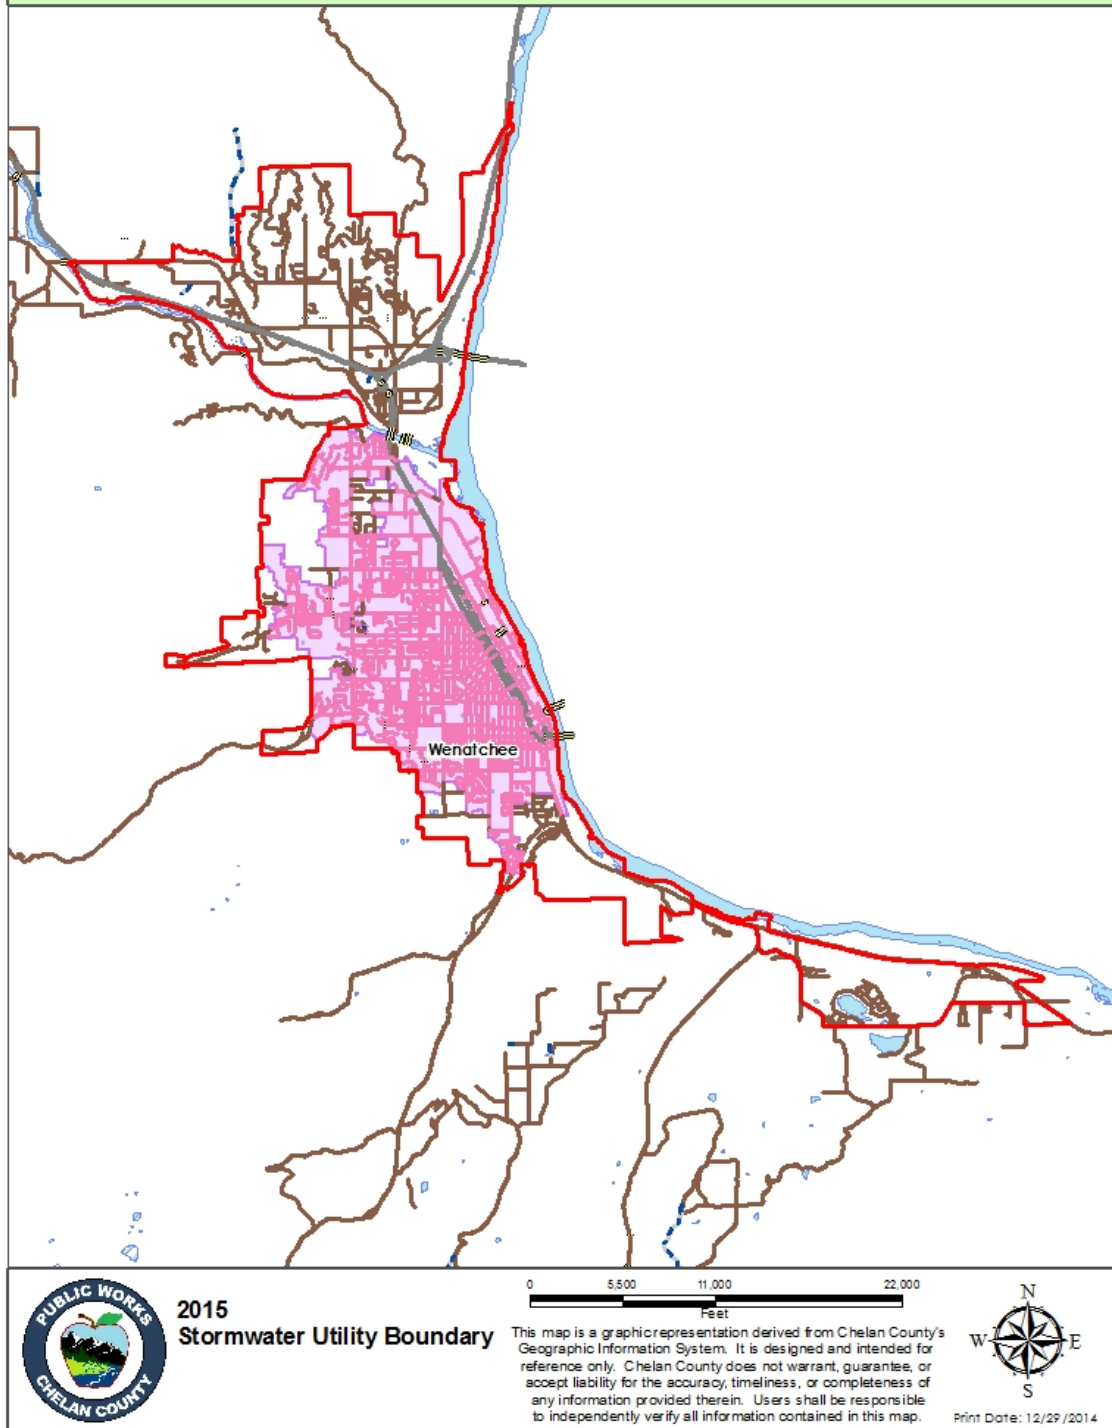 Wenatchee
PUBLIC WORKS
CHELAN COUNTY
2015
Stormwater Utility Boundary
0 5,500 11,000 22,000
Feet
This map is a graphic representation derived from Chelan County's
Geographic Information System. It is designed and intended for
reference only. Chelan County does not warrant, guarantee, or
accept liability for the accuracy, timeliness, or completeness of
any information provided therein. Users shall be responsible
to independently verify all information contained in this map.
N
W E
S
Print Date: 12/29/2014